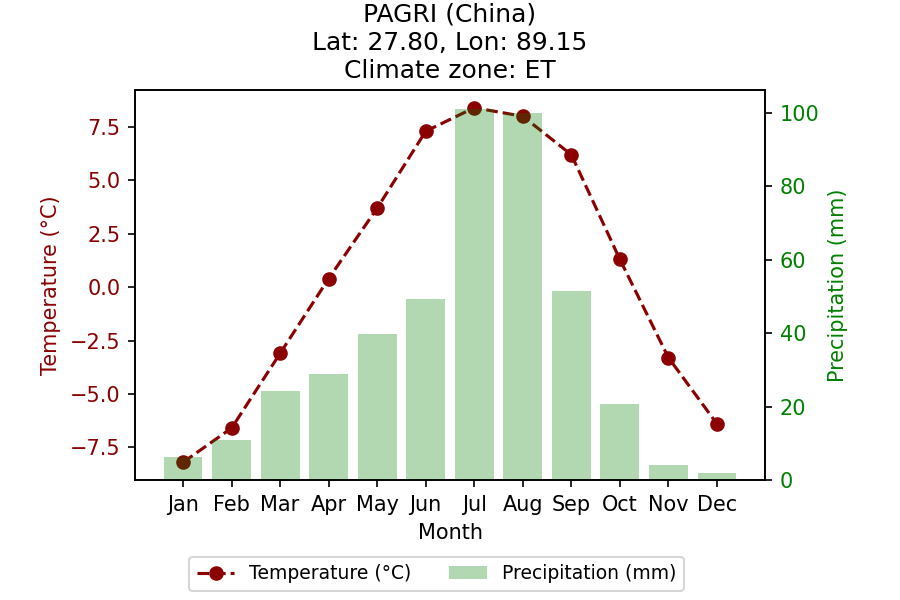 PAGRI (China)
Lat: 27.80, Lon: 89.15
Climate zone: ET
Temperature (°C)
7.5
5.0
2.5
0.0
−2.5
−5.0
−7.5
100
80
60
40
20
0
Precipitation (mm)
Jan Feb Mar Apr May Jun Jul Aug Sep Oct Nov Dec
Month
Temperature (°C) Precipitation (mm)